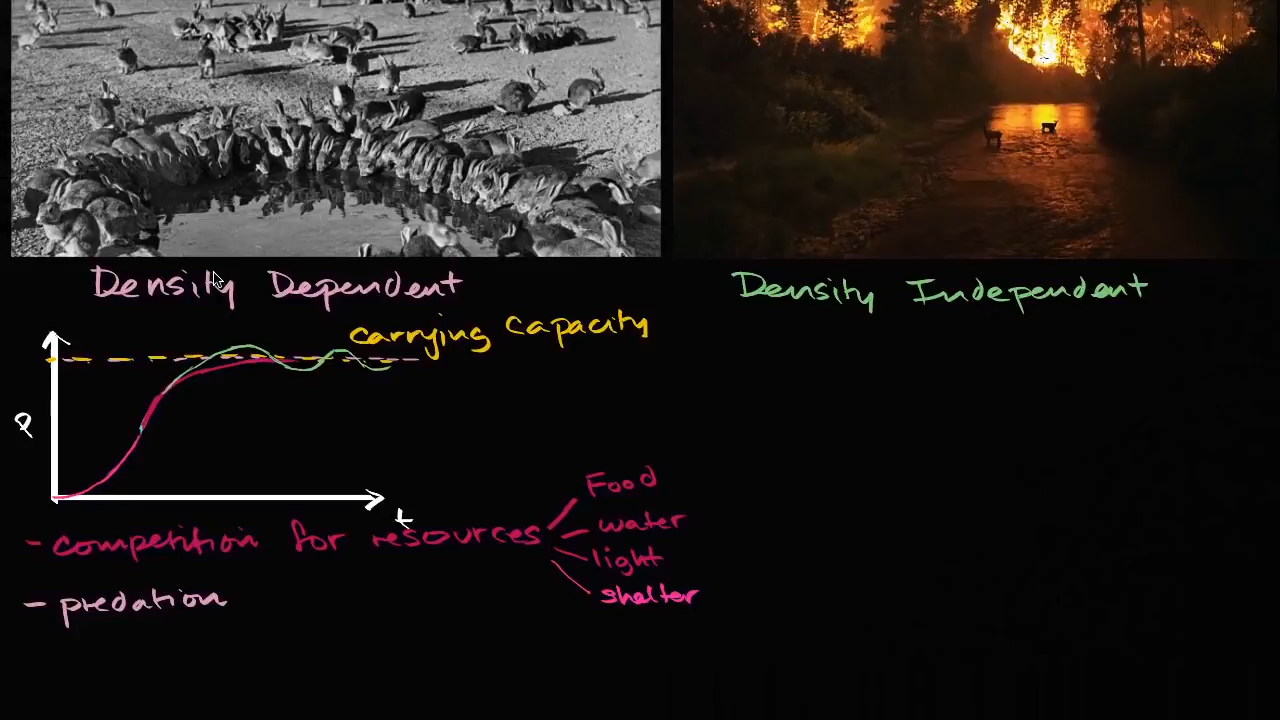 Density Dependent
Density Independent
carrying capacity
P
t
- competition for resources
Food
water
light
shelter
- predation